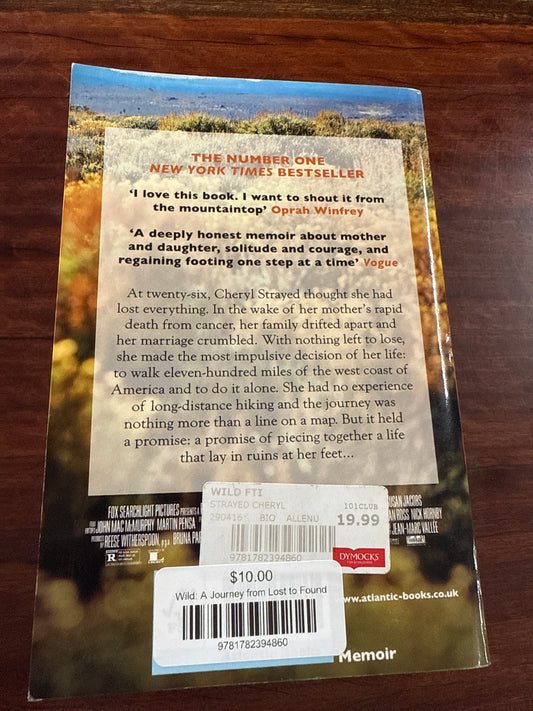 THE NUMBER ONE
NEW YORK TIMES BESTSELLER
‘I love this book. I want to shout it from
the mountaintop’ Oprah Winfrey
‘A deeply honest memoir about mother
and daughter, solitude and courage, and
regaining footing one step at a time’ Vogue
At twenty-six, Cheryl Strayed thought she had
lost everything. In the wake of her mother's rapid
death from cancer, her family drifted apart and
her marriage crumbled. With nothing left to lose,
she made the most impulsive decision of her life:
to walk eleven-hundred miles of the west coast of
America and to do it alone. She had no experience
of long-distance hiking and the journey was
nothing more than a line on a map. But it held
a promise: a promise of piecing together a life
that lay in ruins at her feet...
FOX SEARCHLIGHT PICTURES
JOHN MAC McMURPHY MARTIN PENSA
REESE WITHERSPOON, p.g.a. BRUNA
SUSAN JACOBS
ROSS NICK HORNBY
JEAN-MARC VALLÉE
R
WILD FTI
STRAYED CHERYL 101CLUB
290416 BIO ALLENU 19.99
9781782394860
DYMOCKS
$10.00
Wild: A Journey from Lost to Found
9781782394860
www.atlantic-books.co.uk
Memoir